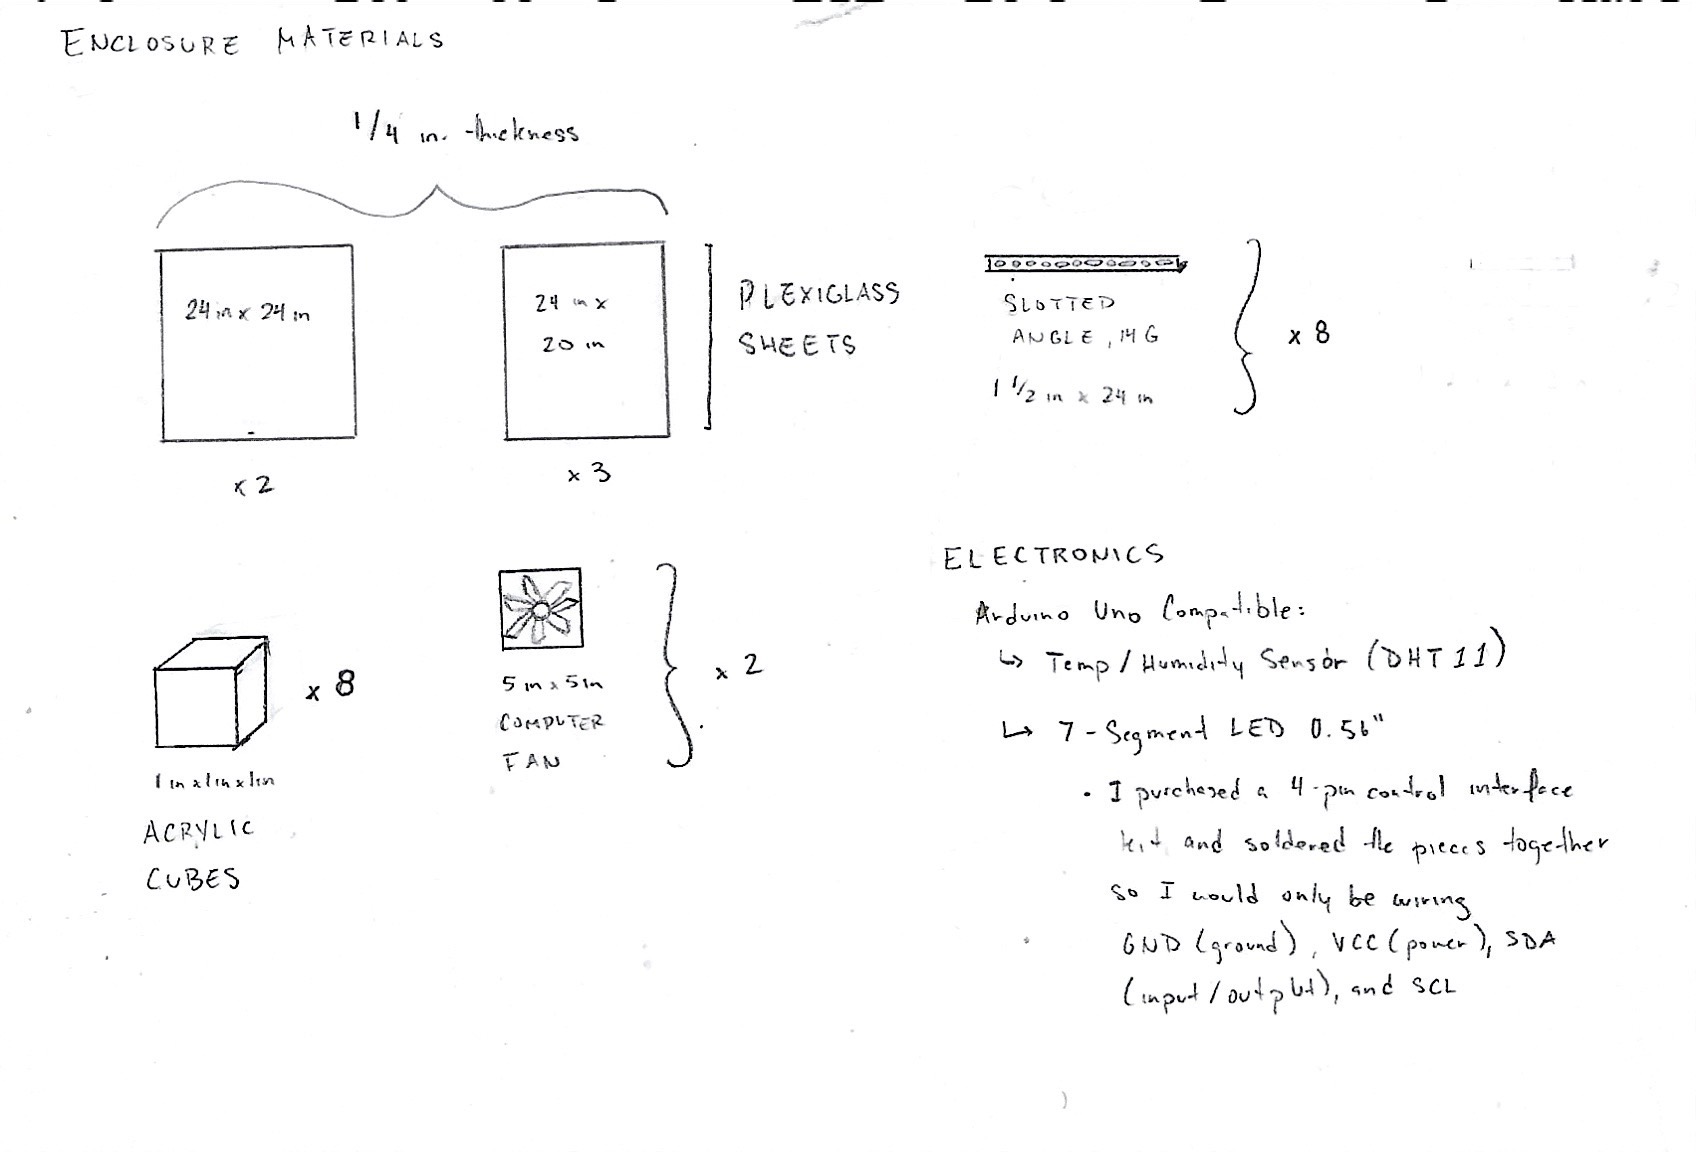 ENCLOSURE MATERIALS
1/4 in. thickness
24 in x 24 in
x 2
24 in x
20 in
x 3
PLEXIGLASS
SHEETS
SLOTTED
ANGLE, 14 G
1 1/2 in x 24 in
x 8
x 8
1 in x 1 in x 1 in
ACRYLIC
CUBES
5 in x 5 in
COMPUTER
FAN
x 2
ELECTRONICS
Arduino Uno Compatible:
↳ Temp / Humidity Sensor (DHT 11)
↳ 7 - Segment LED 0.56"
• I purchased a 4-pin control interface
kit and soldered the pieces together
so I would only be wiring
GND (ground), VCC (power), SDA
(input / output), and SCL